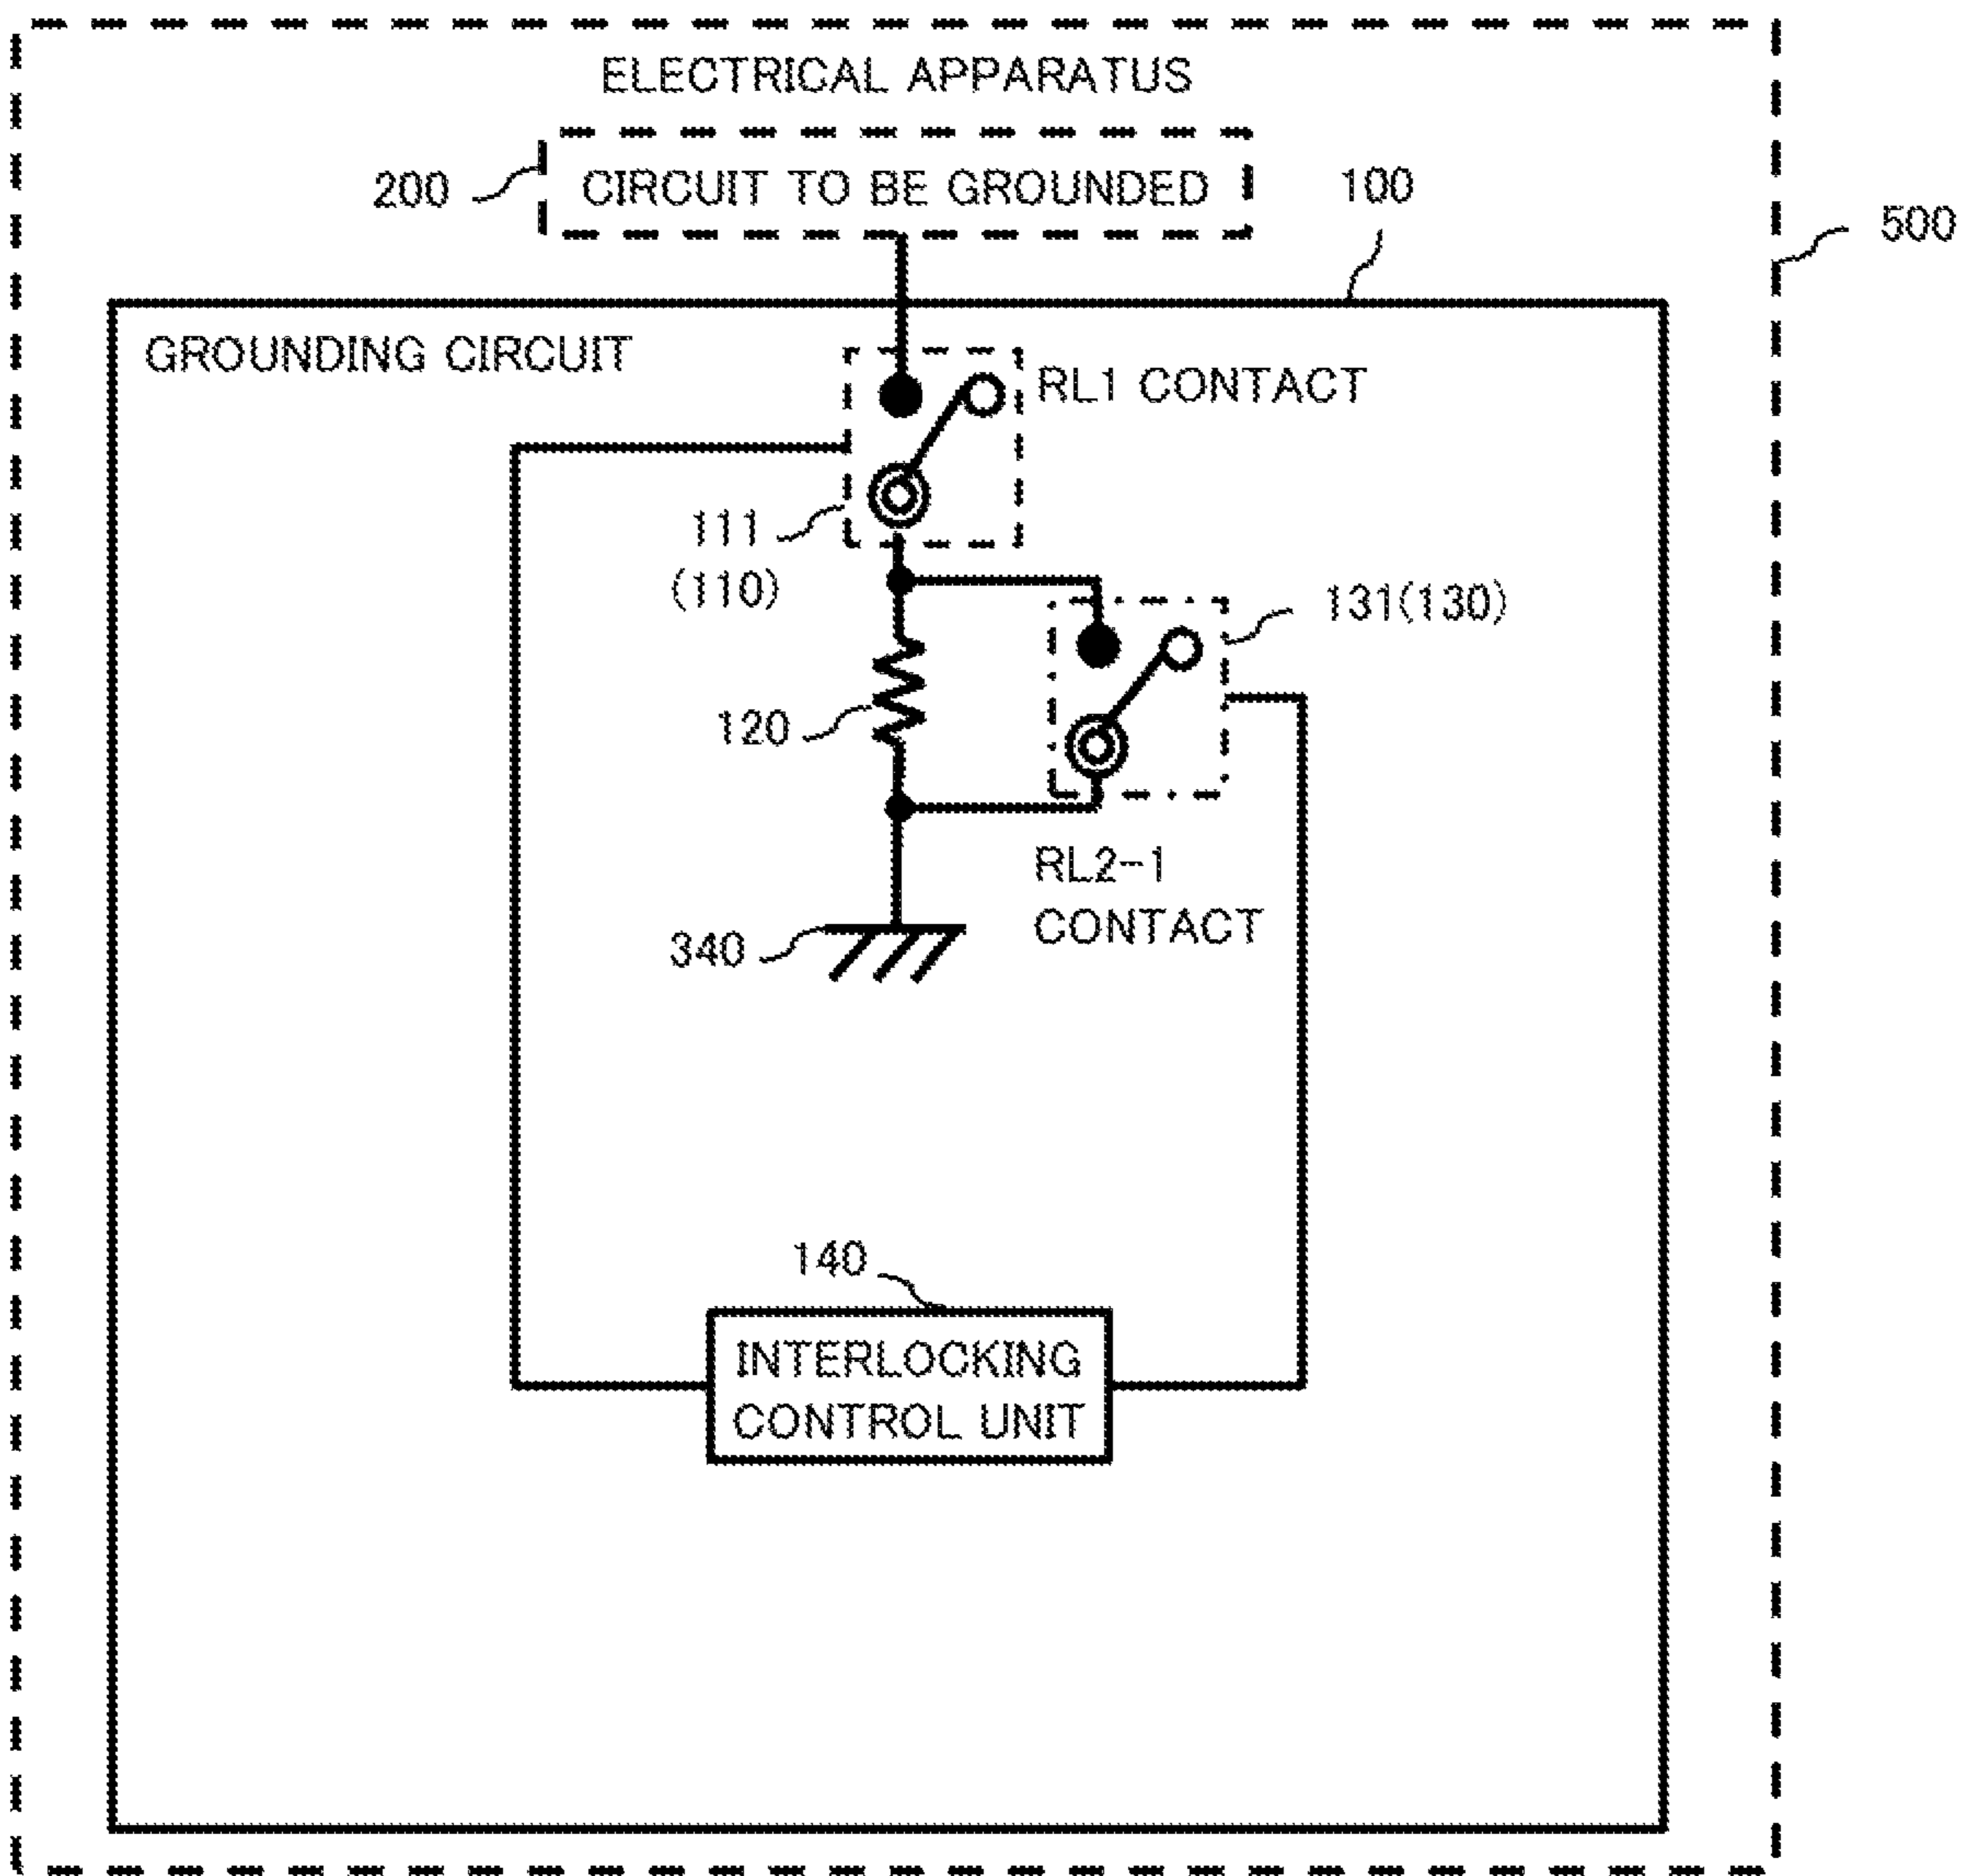 ELECTRICAL APPARATUS
200
CIRCUIT TO BE GROUNDED
100
500
GROUNDING CIRCUIT
RL1 CONTACT
111
(110)
131(130)
120
RL2-1
CONTACT
340
140
INTERLOCKING
CONTROL UNIT